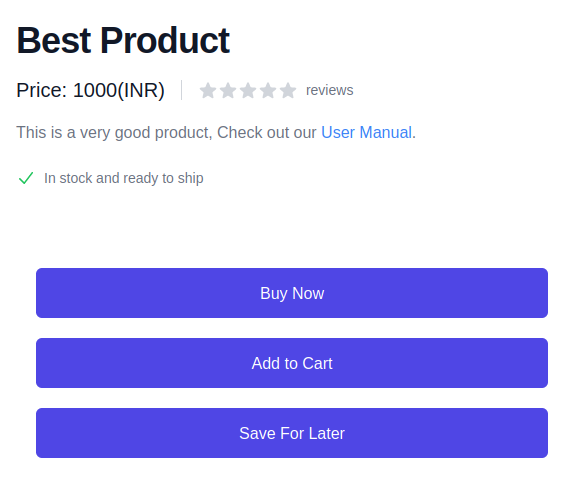 Best Product
Price: 1000(INR) reviews
This is a very good product, Check out our User Manual.
In stock and ready to ship
Buy Now
Add to Cart
Save For Later